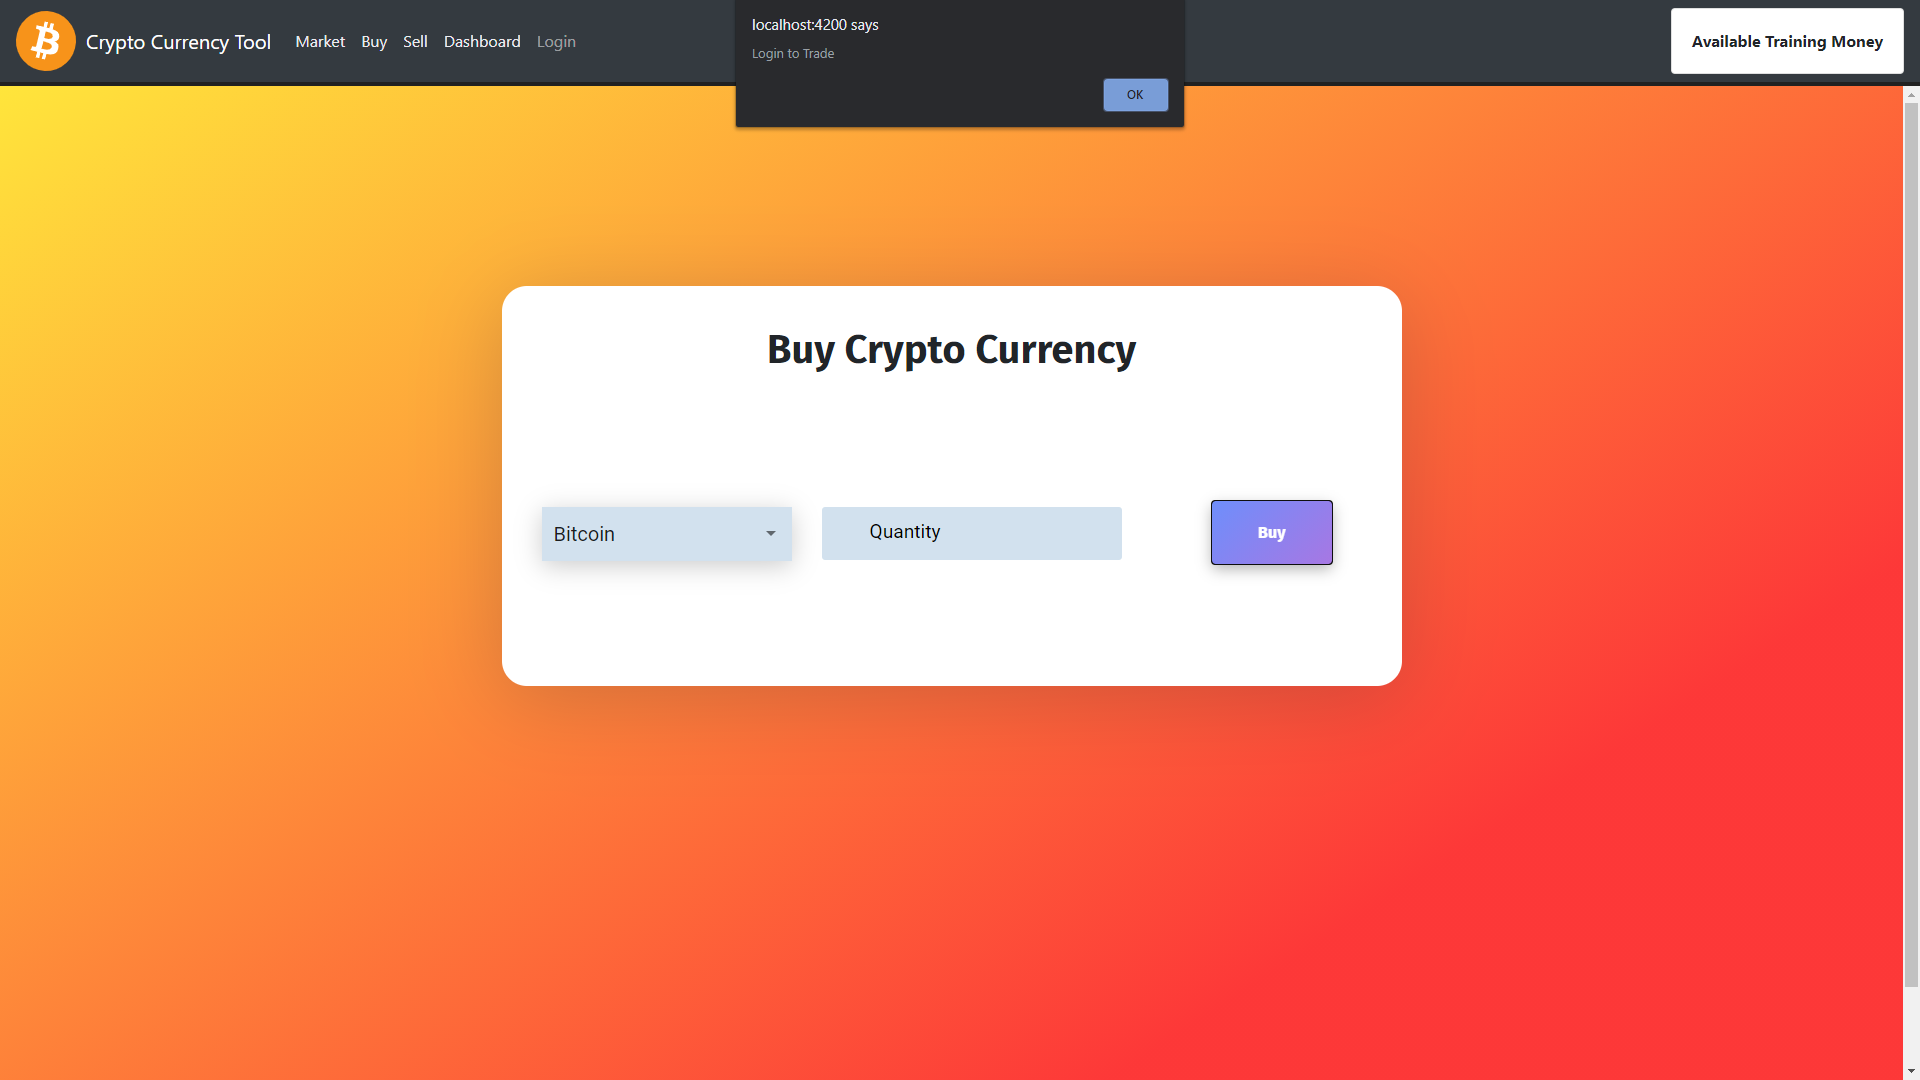 Crypto Currency Tool Market Buy Sell Dashboard Login
localhost:4200 says
Login to Trade
OK
Available Training Money
Buy Crypto Currency
Bitcoin Quantity Buy